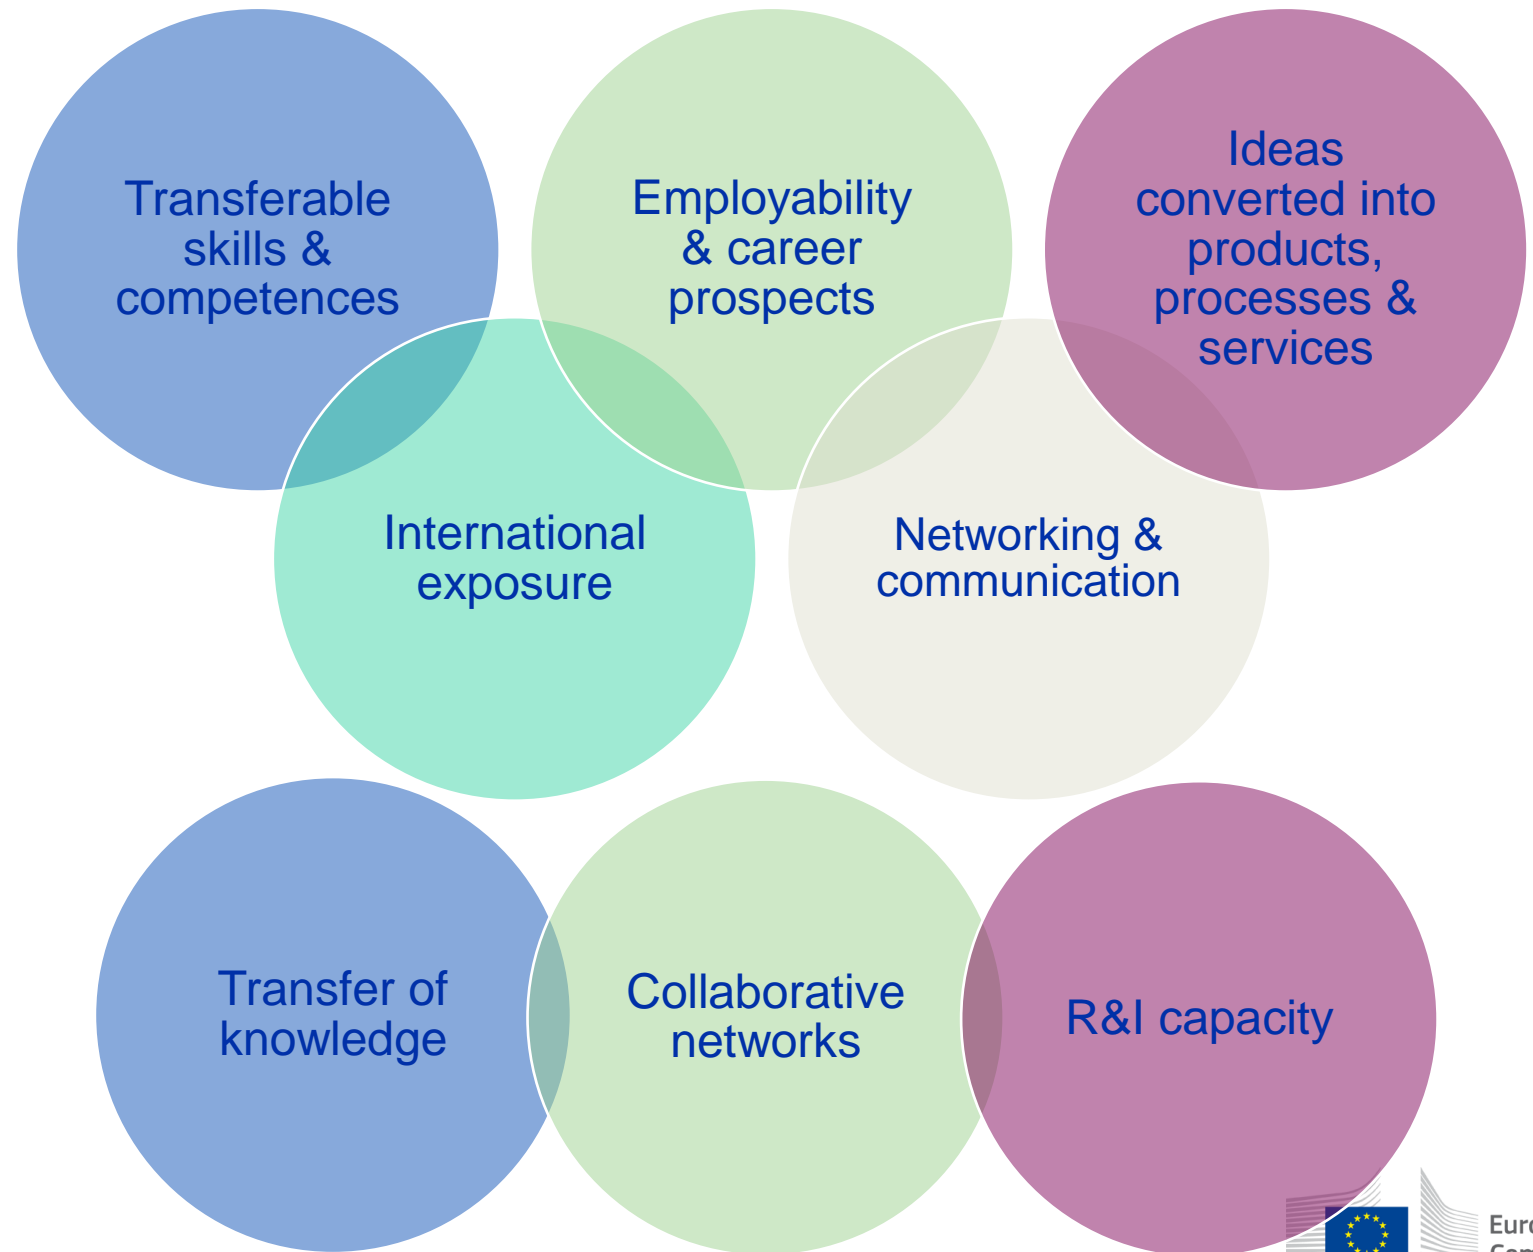 Transferable
skills &
competences
Employability
& career
prospects
Ideas
converted into
products,
processes &
services
International
exposure
Networking &
communication
Transfer of
knowledge
Collaborative
networks
R&I capacity